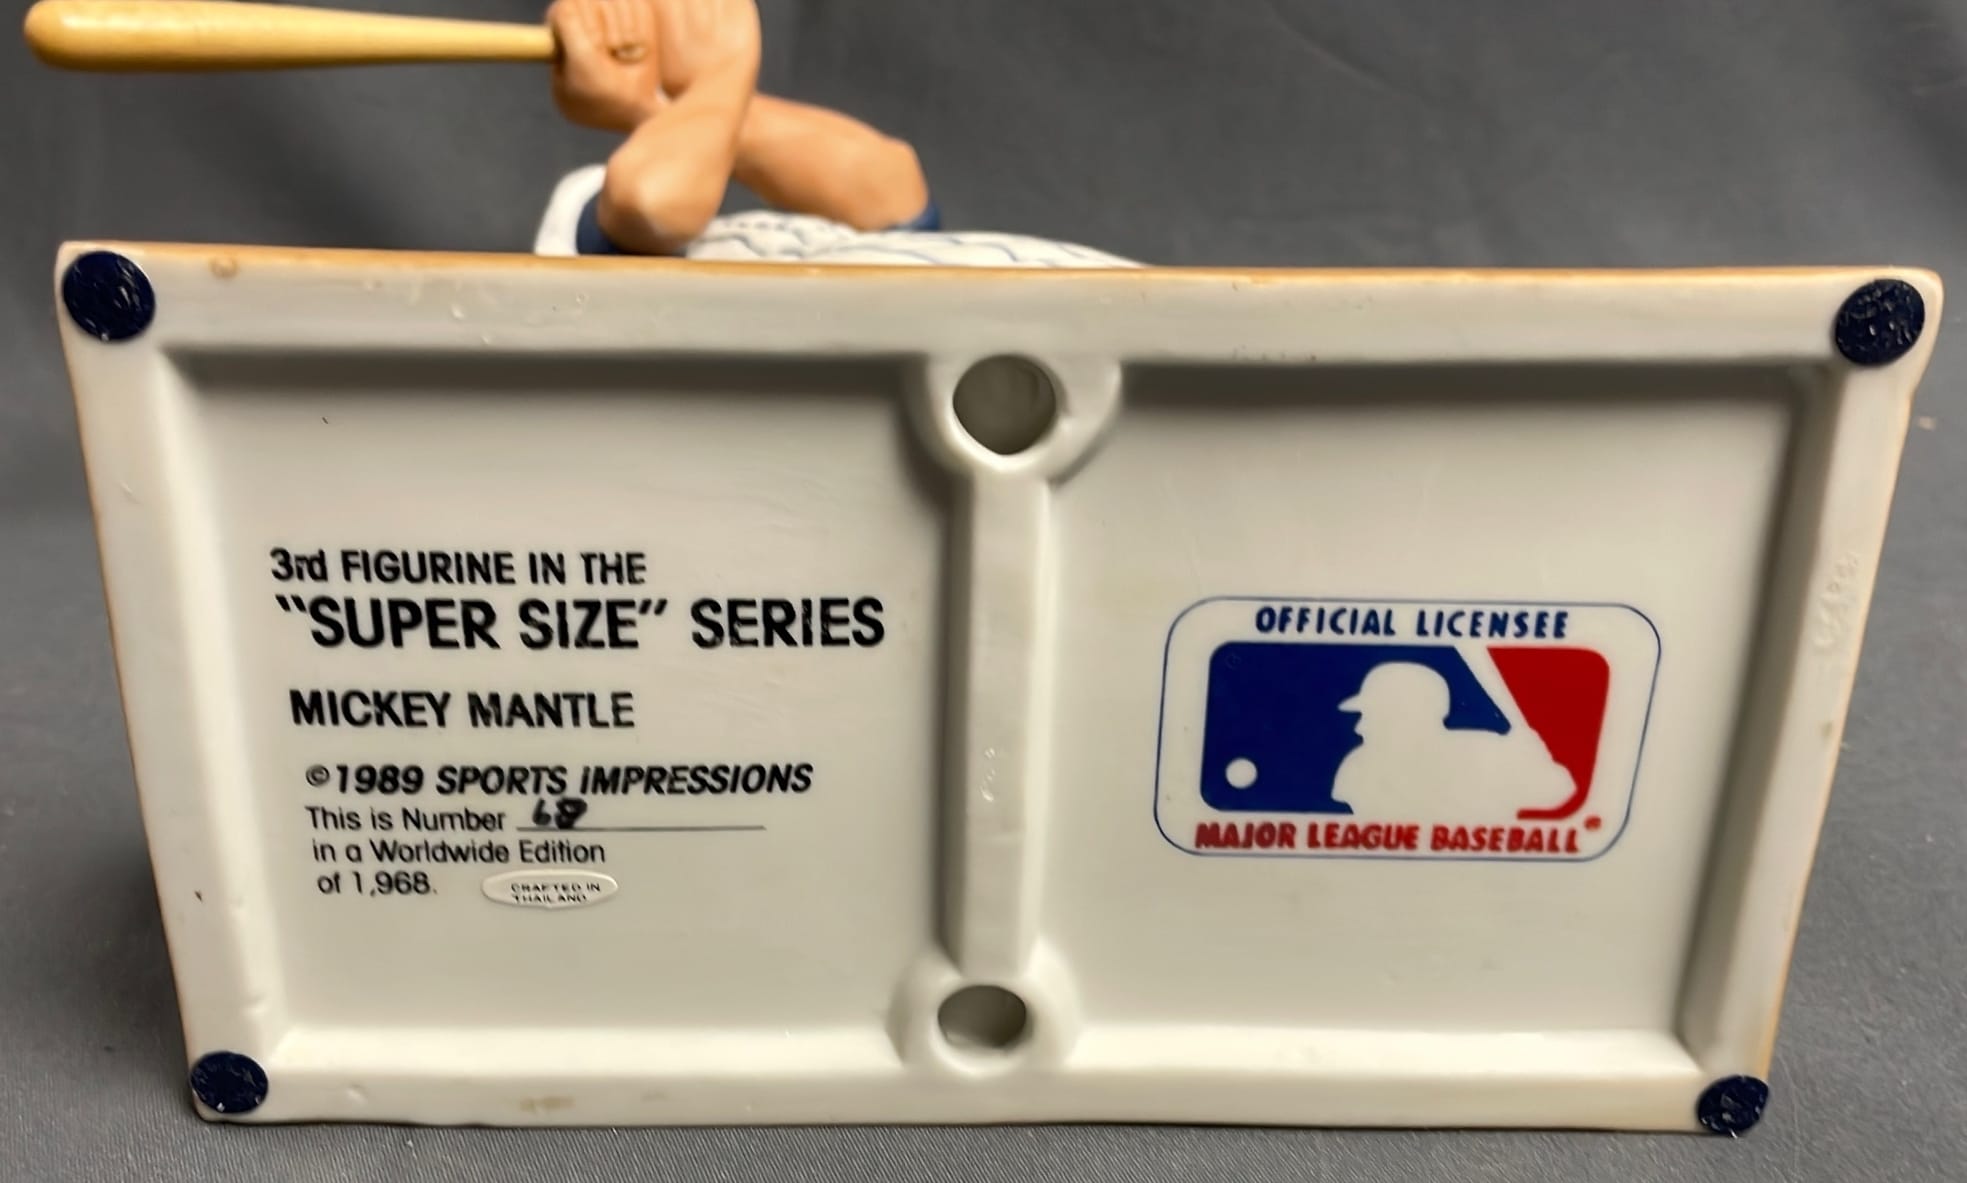 3rd FIGURINE IN THE
"SUPER SIZE" SERIES
MICKEY MANTLE
©1989 SPORTS IMPRESSIONS
This is Number 68
in a Worldwide Edition
of 1,968.
CRAFTED IN
THAILAND
OFFICIAL LICENSEE
MAJOR LEAGUE BASEBALL®